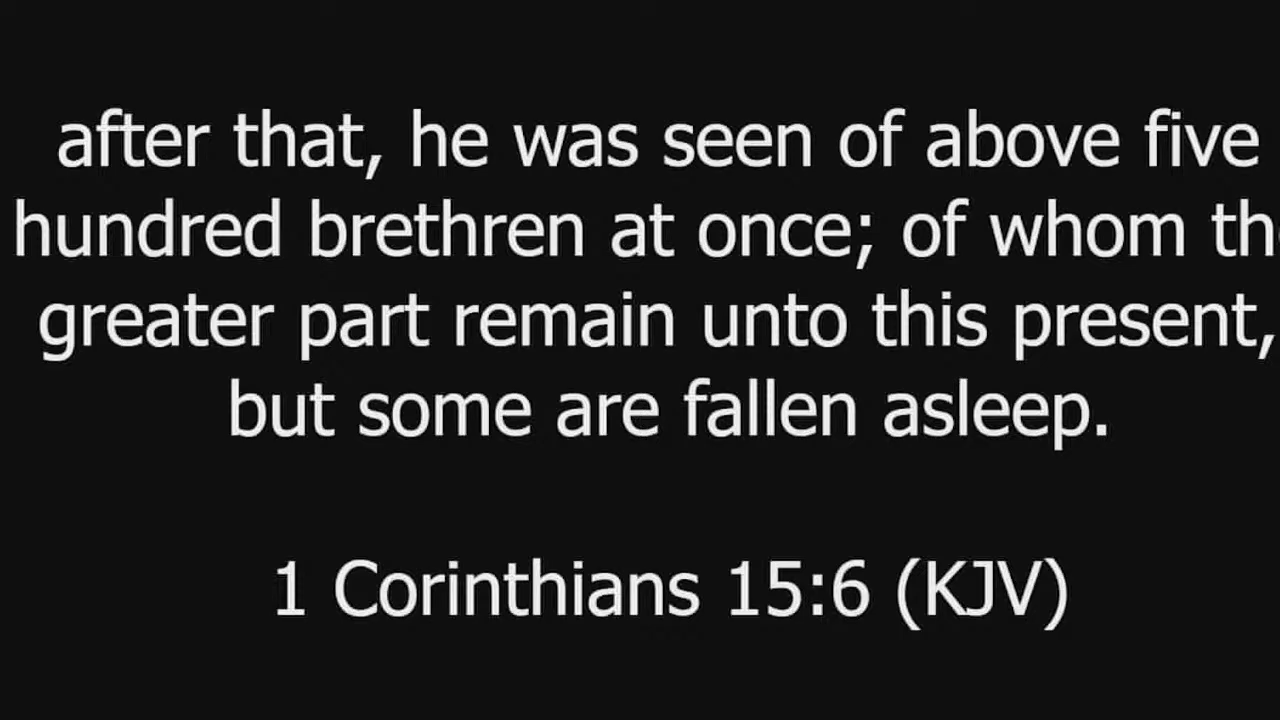 after that, he was seen of above five
hundred brethren at once; of whom the
greater part remain unto this present,
but some are fallen asleep.
1 Corinthians 15:6 (KJV)